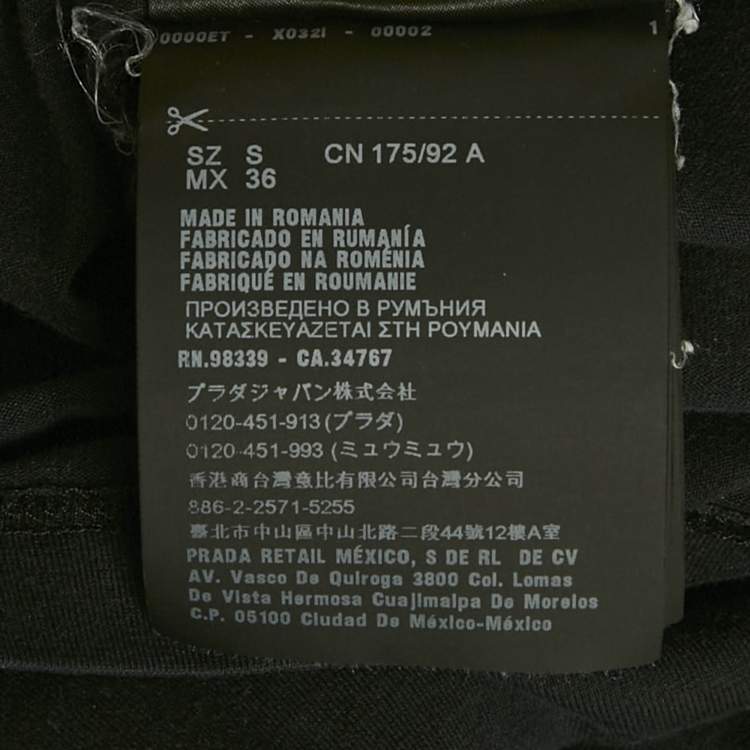 0000ET - X032I - 00002 1
SZ S CN 175/92 A
MX 36
MADE IN ROMANIA
FABRICADO EN RUMANÍA
FABRICADO NA ROMÉNIA
FABRIQUÉ EN ROUMANIE
ПРОИЗВЕДЕНО В РУМЪНИЯ
ΚΑΤΑΣΚΕΥΑΖΕΤΑΙ ΣΤΗ ΡΟΥΜΑΝΙΑ
RN.98339 - CA.34767
プラダジャパン株式会社
0120-451-913 (プラダ)
0120-451-993 (ミュウミュウ)
香港商台灣意比有限公司台灣分公司
886-2-2571-5255
臺北市中山區中山北路二段44號12樓A室
PRADA RETAIL MÉXICO, S DE RL DE CV
AV. Vasco De Quiroga 3800 Col. Lomas
De Vista Hermosa Cuajimalpa De Morelos
C.P. 05100 Ciudad De México-México